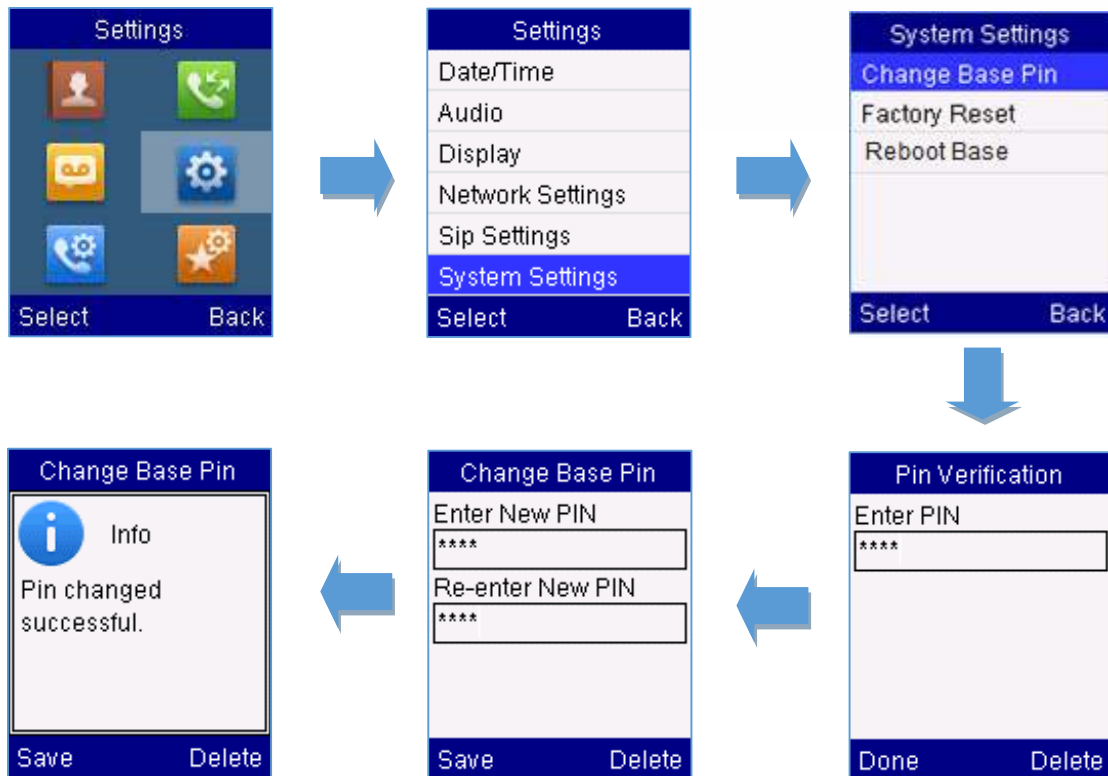 Settings
Select Back
Settings
Date/Time
Audio
Display
Network Settings
Sip Settings
System Settings
Select Back
System Settings
Change Base Pin
Factory Reset
Reboot Base
Select Back
Pin Verification
Enter PIN
****
Done Delete
Change Base Pin
Enter New PIN
****
Re-enter New PIN
****
Save Delete
Change Base Pin
i Info
Pin changed
successful.
Save Delete